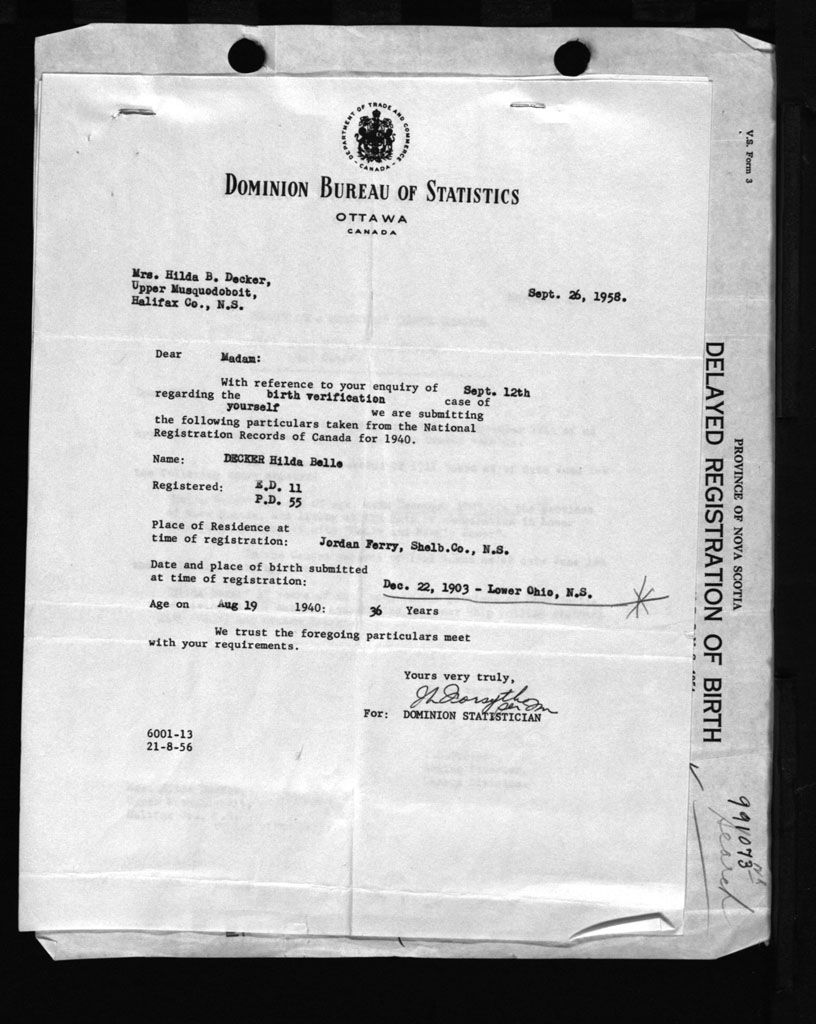 DEPARTMENT OF TRADE AND COMMERCE
- CANADA -
DOMINION BUREAU OF STATISTICS
OTTAWA
CANADA
Mrs. Hilda B. Decker,
Upper Musquodoboit,
Halifax Co., N.S.
Sept. 26, 1958.
Dear Madam:
With reference to your enquiry of Sept. 12th
regarding the birth verification case of
yourself we are submitting
the following particulars taken from the National
Registration Records of Canada for 1940.
Name: DECKER Hilda Belle
Registered: E.D. 11
P.D. 55
Place of Residence at
time of registration: Jordan Ferry, Shelb.Co., N.S.
Date and place of birth submitted
at time of registration: Dec. 22, 1903 - Lower Ohio, N.S.
Age on Aug 19 1940: 36 Years
We trust the foregoing particulars meet
with your requirements.
Yours very truly,
For: DOMINION STATISTICIAN
6001-13
21-8-56
V.S. Form 3
PROVINCE OF NOVA SCOTIA
DELAYED REGISTRATION OF BIRTH
991073
Search